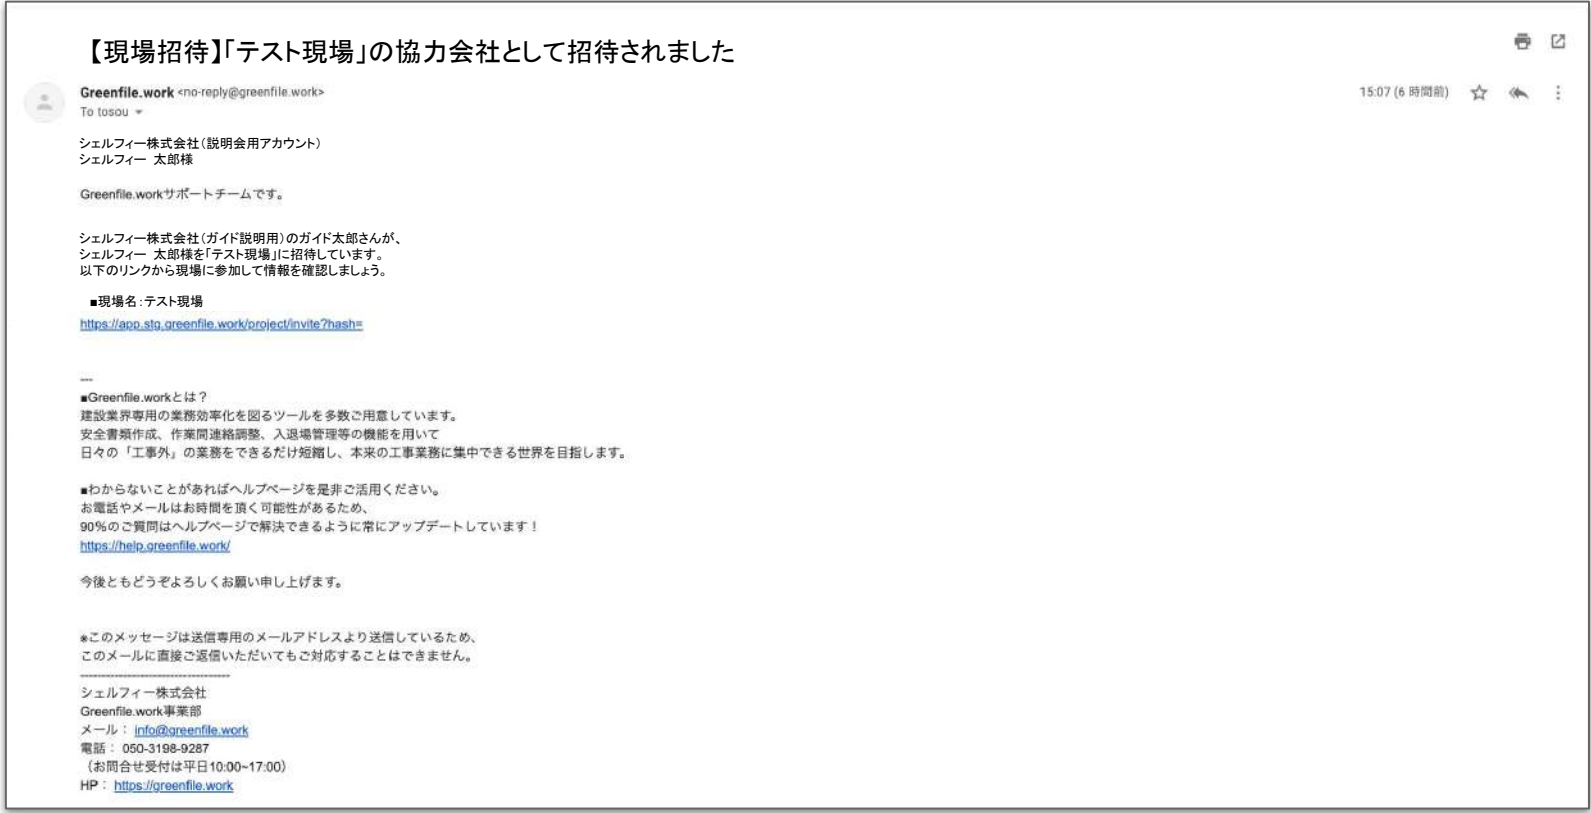 【現場招待】「テスト現場」の協力会社として招待されました
Greenfile.work <no-reply@greenfile.work>
15:07 (6 時間前)
To tosou
シェルフィー株式会社(説明会用アカウント)
シェルフィー 太郎様
Greenfile.workサポートチームです。
シェルフィー株式会社(ガイド説明用)のガイド太郎さんが、
シェルフィー 太郎様を「テスト現場」に招待しています。
以下のリンクから現場に参加して情報を確認しましょう。
■現場名:テスト現場
https://app.stg.greenfile.work/project/invite?hash=
---
■Greenfile.workとは？
建設業界専用の業務効率化を図るツールを多数ご用意しています。
安全書類作成、作業間連絡調整、入退場管理等の機能を用いて
日々の「工事外」の業務をできるだけ短縮し、本来の工事業務に集中できる世界を目指します。
■わからないことがあればヘルプページを是非ご活用ください。
お電話やメールはお時間を頂く可能性があるため、
90%のご質問はヘルプページで解決できるように常にアップデートしています！
https://help.greenfile.work/
今後ともどうぞよろしくお願い申し上げます。
※このメッセージは送信専用のメールアドレスより送信しているため、
このメールに直接ご返信いただいてもご対応することはできません。
-----------------------------------
シェルフィー株式会社
Greenfile.work事業部
メール： info@greenfile.work
電話： 050-3198-9287
（お問合せ受付は平日10:00~17:00）
HP： https://greenfile.work